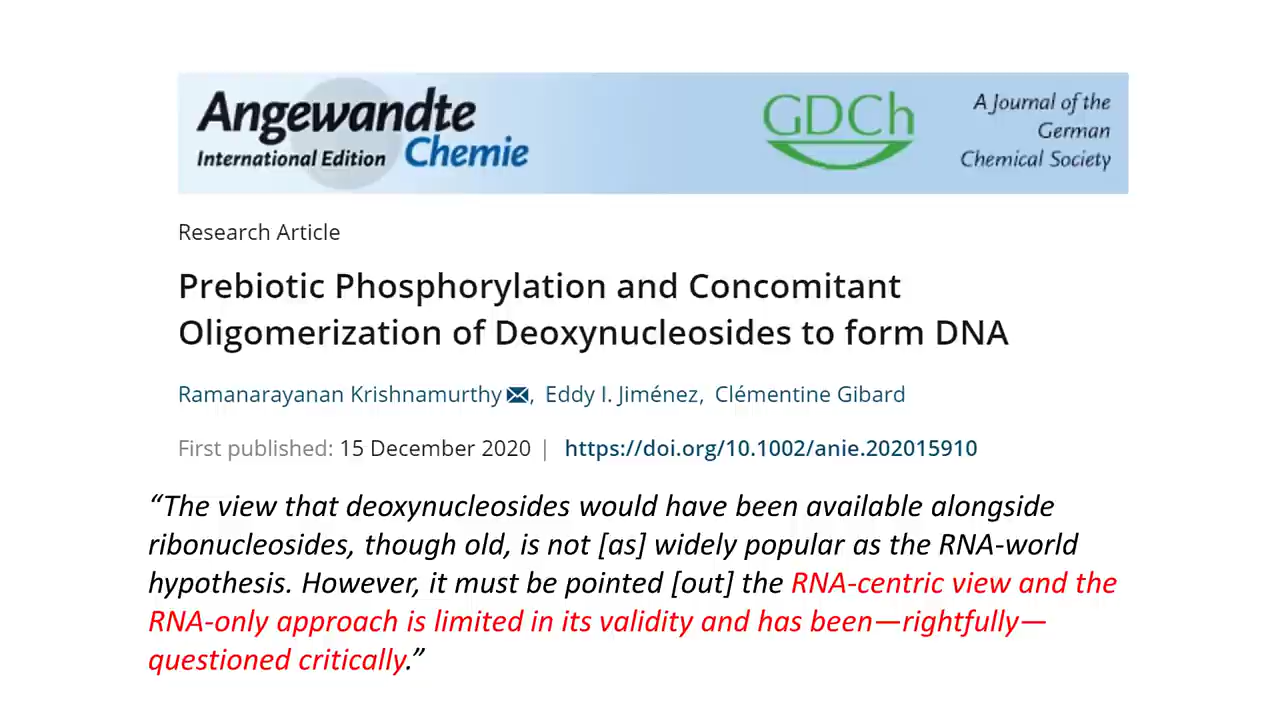 Angewandte
International Edition Chemie
GDCh
A Journal of the
German
Chemical Society
Research Article
Prebiotic Phosphorylation and Concomitant
Oligomerization of Deoxynucleosides to form DNA
Ramanarayanan Krishnamurthy, Eddy I. Jiménez, Clémentine Gibard
First published: 15 December 2020 | https://doi.org/10.1002/anie.202015910
“The view that deoxynucleosides would have been available alongside
ribonucleosides, though old, is not [as] widely popular as the RNA-world
hypothesis. However, it must be pointed [out] the RNA-centric view and the
RNA-only approach is limited in its validity and has been—rightfully—
questioned critically.”